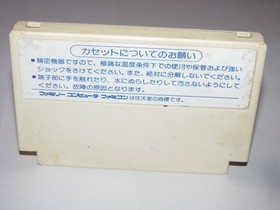 カセットについてのお願い
●精密機器ですので、極端な温度条件下での使用や保管および強い
ショックをさけてください。また、絶対に分解しないでください。
●端子部に手を触れたり、水にぬらしたりして汚さないようにして
ください。故障の原因となります。
ファミリーコンピュータ ファミコンは任天堂の商標です。